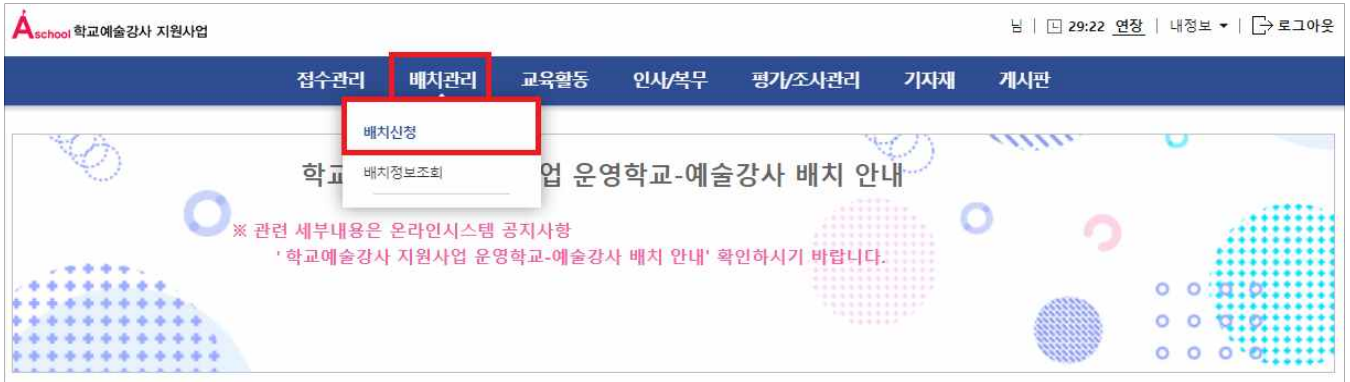 Aschool 학교예술강사 지원사업
님 | 29:22 연장 | 내정보 ▼ | 로그아웃
접수관리 배치관리 교육활동 인사/복무 평가/조사관리 기자재 게시판
배치신청
배치정보조회
학교 업 운영학교-예술강사 배치 안내
※ 관련 세부내용은 온라인시스템 공지사항
' 학교예술강사 지원사업 운영학교-예술강사 배치 안내' 확인하시기 바랍니다.